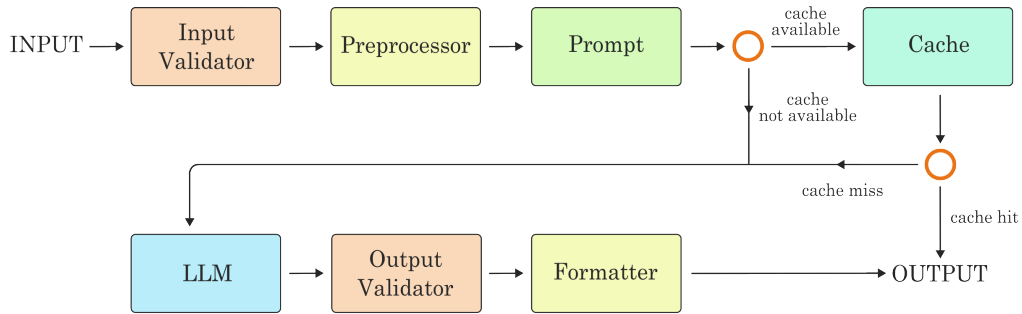 INPUT
Input
Validator
Preprocessor
Prompt
cache
available
Cache
cache
not available
cache miss
cache hit
LLM
Output
Validator
Formatter
OUTPUT